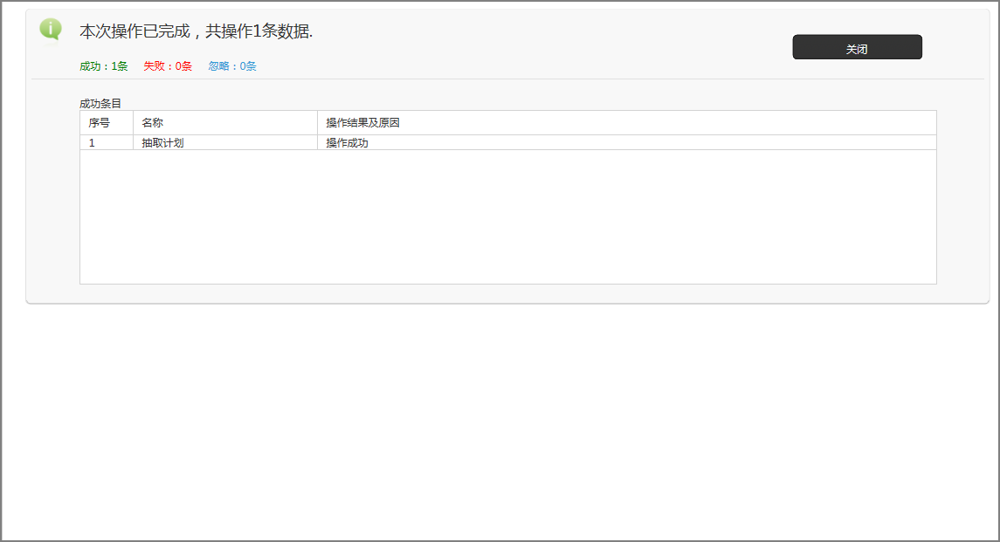 本次操作已完成，共操作1条数据.
关闭
成功：1条 失败：0条 忽略：0条
成功条目
序号 名称 操作结果及原因
1 抽取计划 操作成功